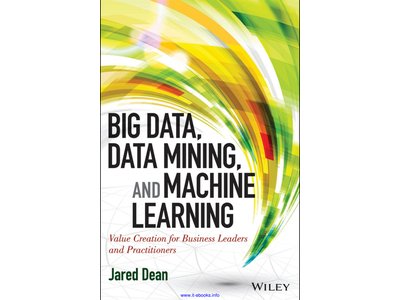 BIG DATA,
DATA MINING,
AND MACHINE
LEARNING
Value Creation for Business Leaders
and Practitioners
Jared Dean
WILEY
www.it-ebooks.info